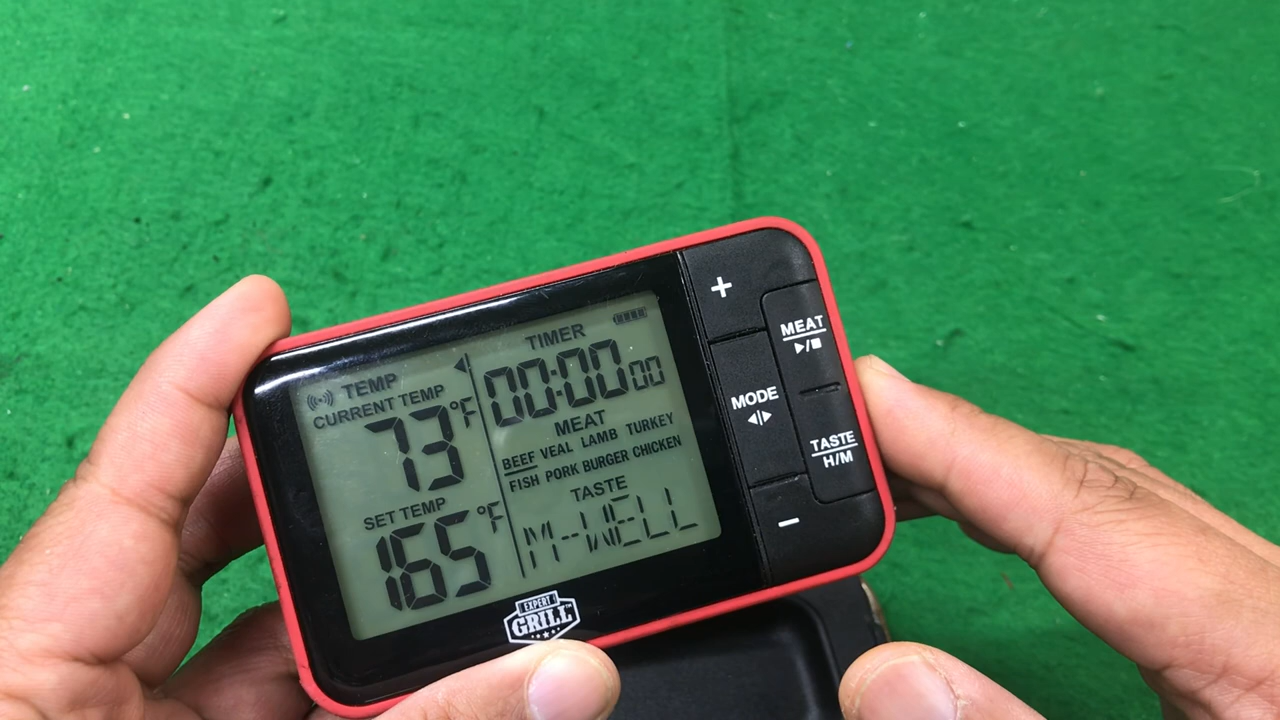 TEMP
CURRENT TEMP
73°F
SET TEMP
165°F
TIMER
00:00 00
MEAT
BEEF VEAL LAMB TURKEY
FISH PORK BURGER CHICKEN
TASTE
M-WELL
+
MODE
−
MEAT
TASTE
H/M
EXPERT
GRILL™